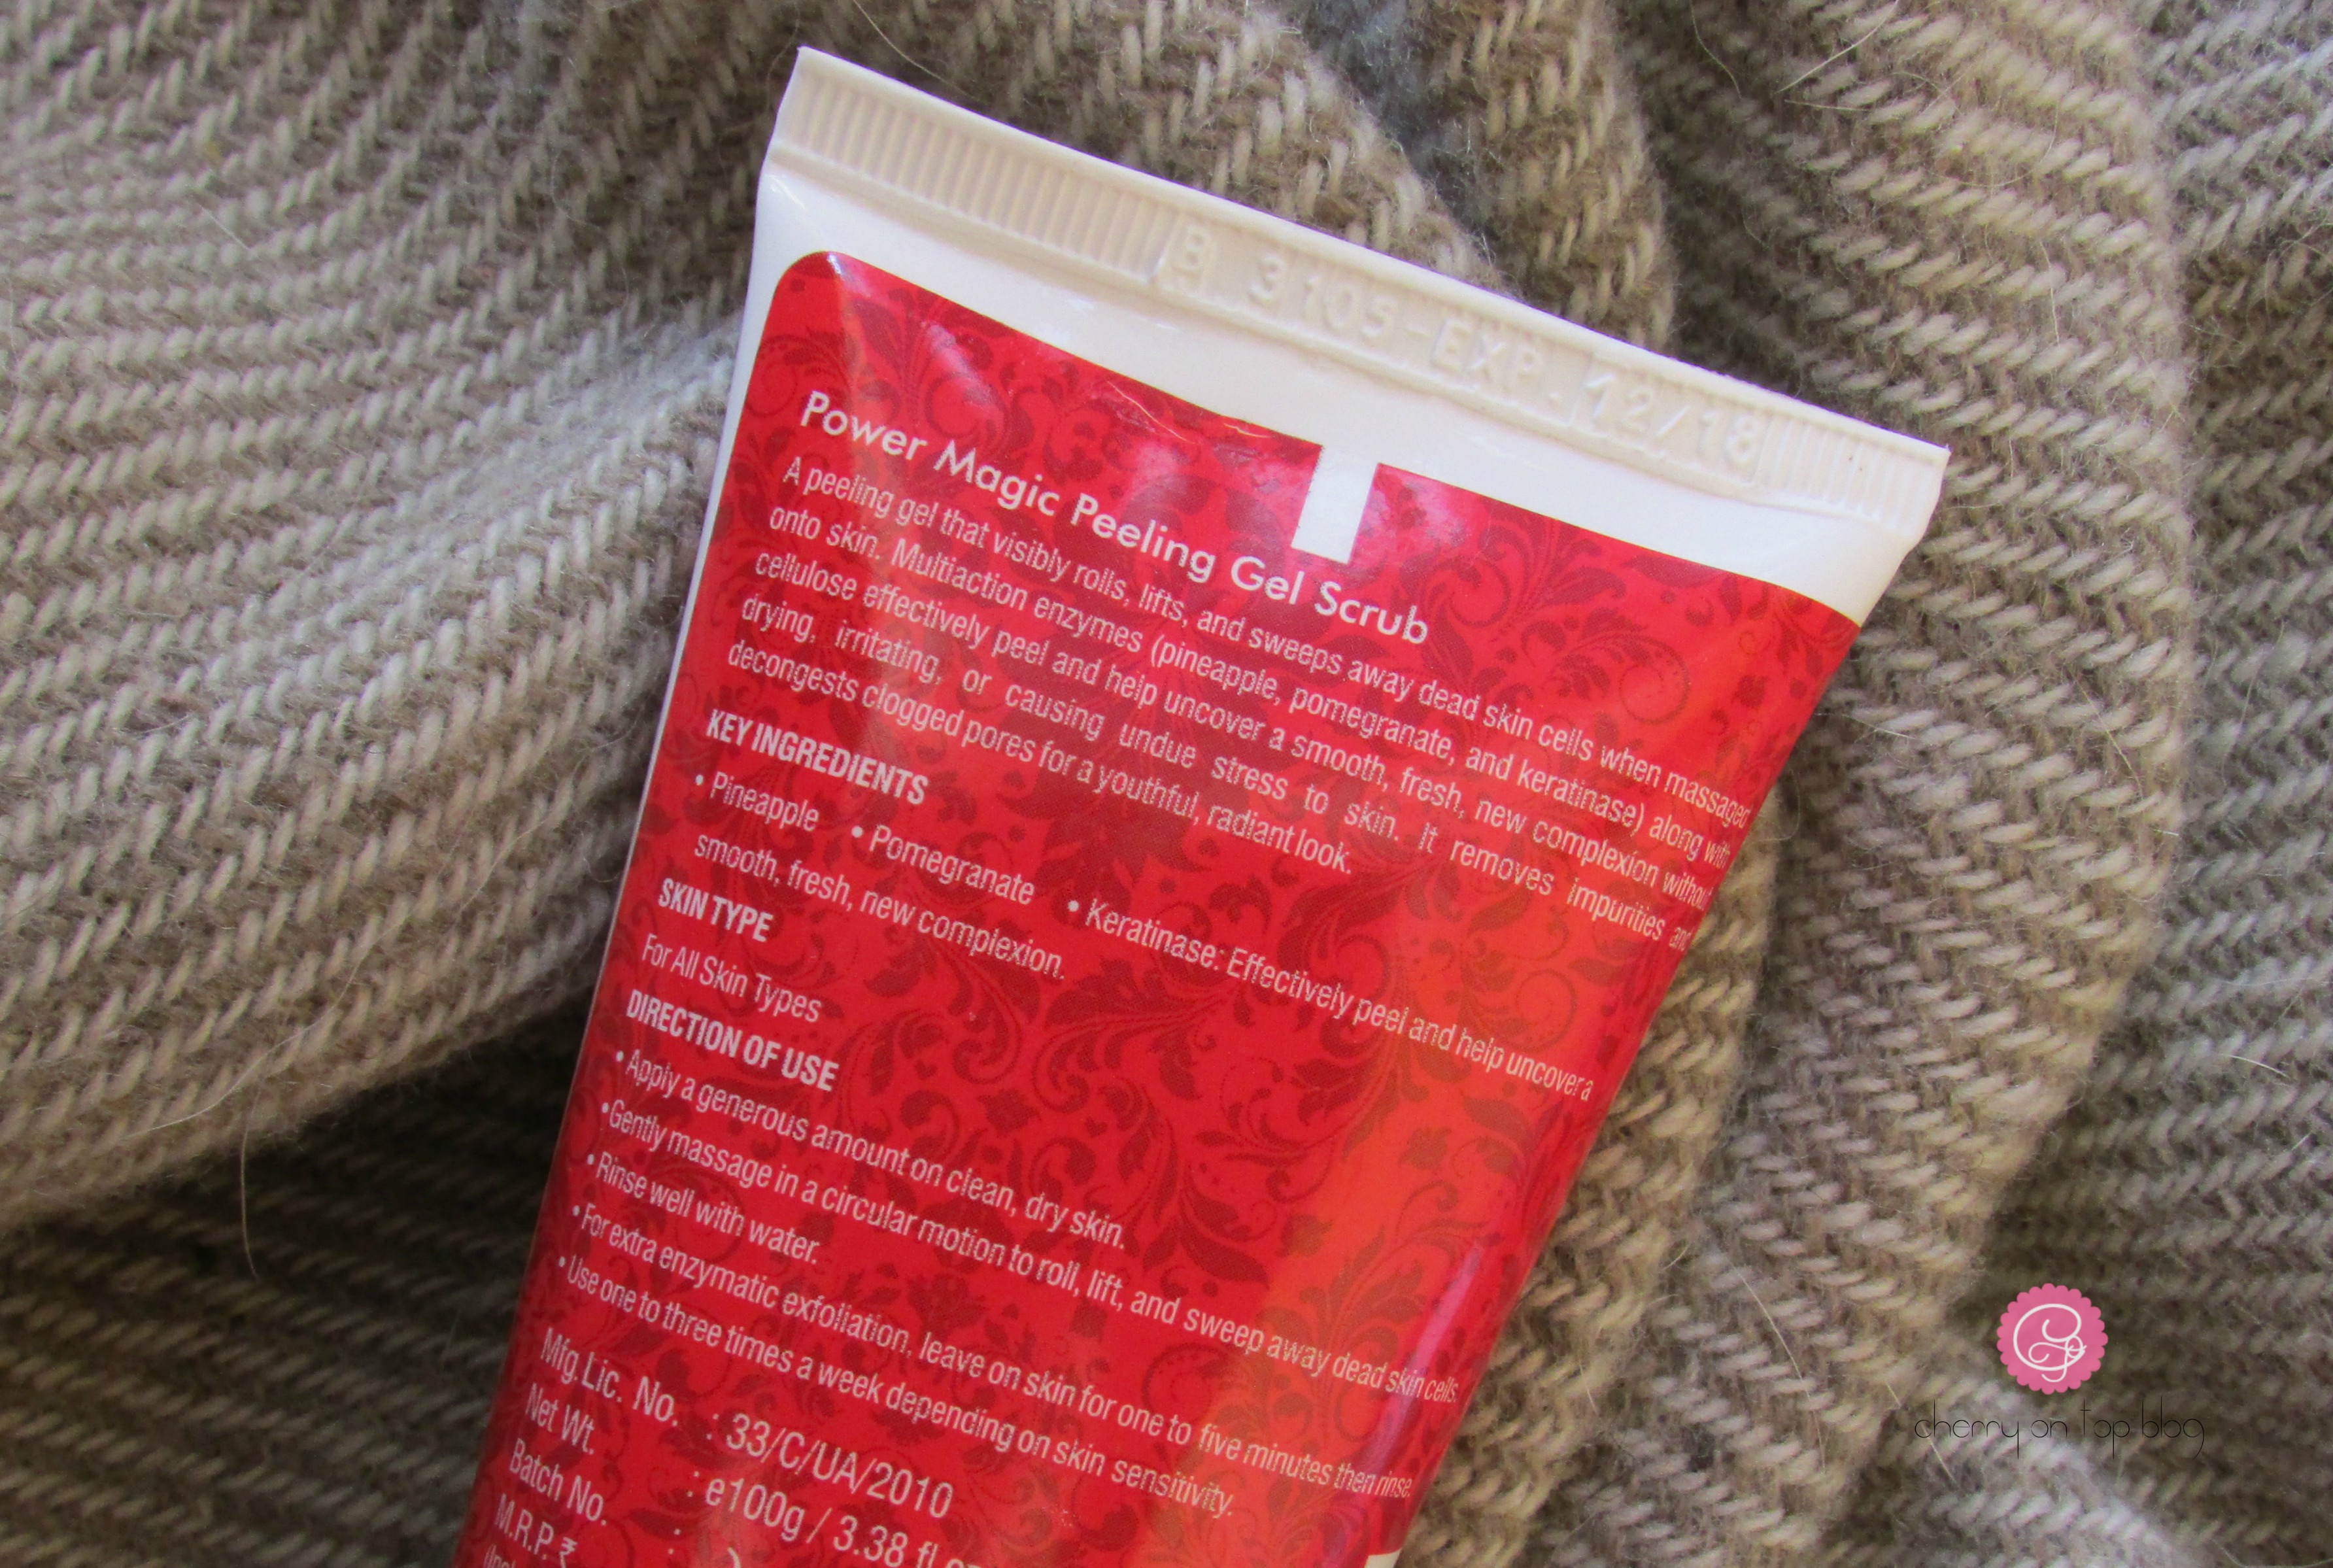 B 3105-EXP. 12/18
Power Magic Peeling Gel Scrub
A peeling gel that visibly rolls, lifts, and sweeps away dead skin cells when massaged
onto skin. Multiaction enzymes (pineapple, pomegranate, and keratinase) along with
cellulose effectively peel and help uncover a smooth, fresh, new complexion without
drying, irritating, or causing undue stress to skin. It removes impurities and
decongests clogged pores for a youthful, radiant look.
KEY INGREDIENTS
• Pineapple • Pomegranate • Keratinase: Effectively peel and help uncover a
smooth, fresh, new complexion.
SKIN TYPE
For All Skin Types
DIRECTION OF USE
• Apply a generous amount on clean, dry skin.
• Gently massage in a circular motion to roll, lift, and sweep away dead skin cells.
• Rinse well with water.
• For extra enzymatic exfoliation, leave on skin for one to five minutes then rinse.
• Use one to three times a week depending on skin sensitivity.
Mfg.Lic. No. : 33/C/UA/2010
Net Wt. : e100g / 3.38 fl oz
Batch No. :
M.R.P. ₹ :
cherry on top blog